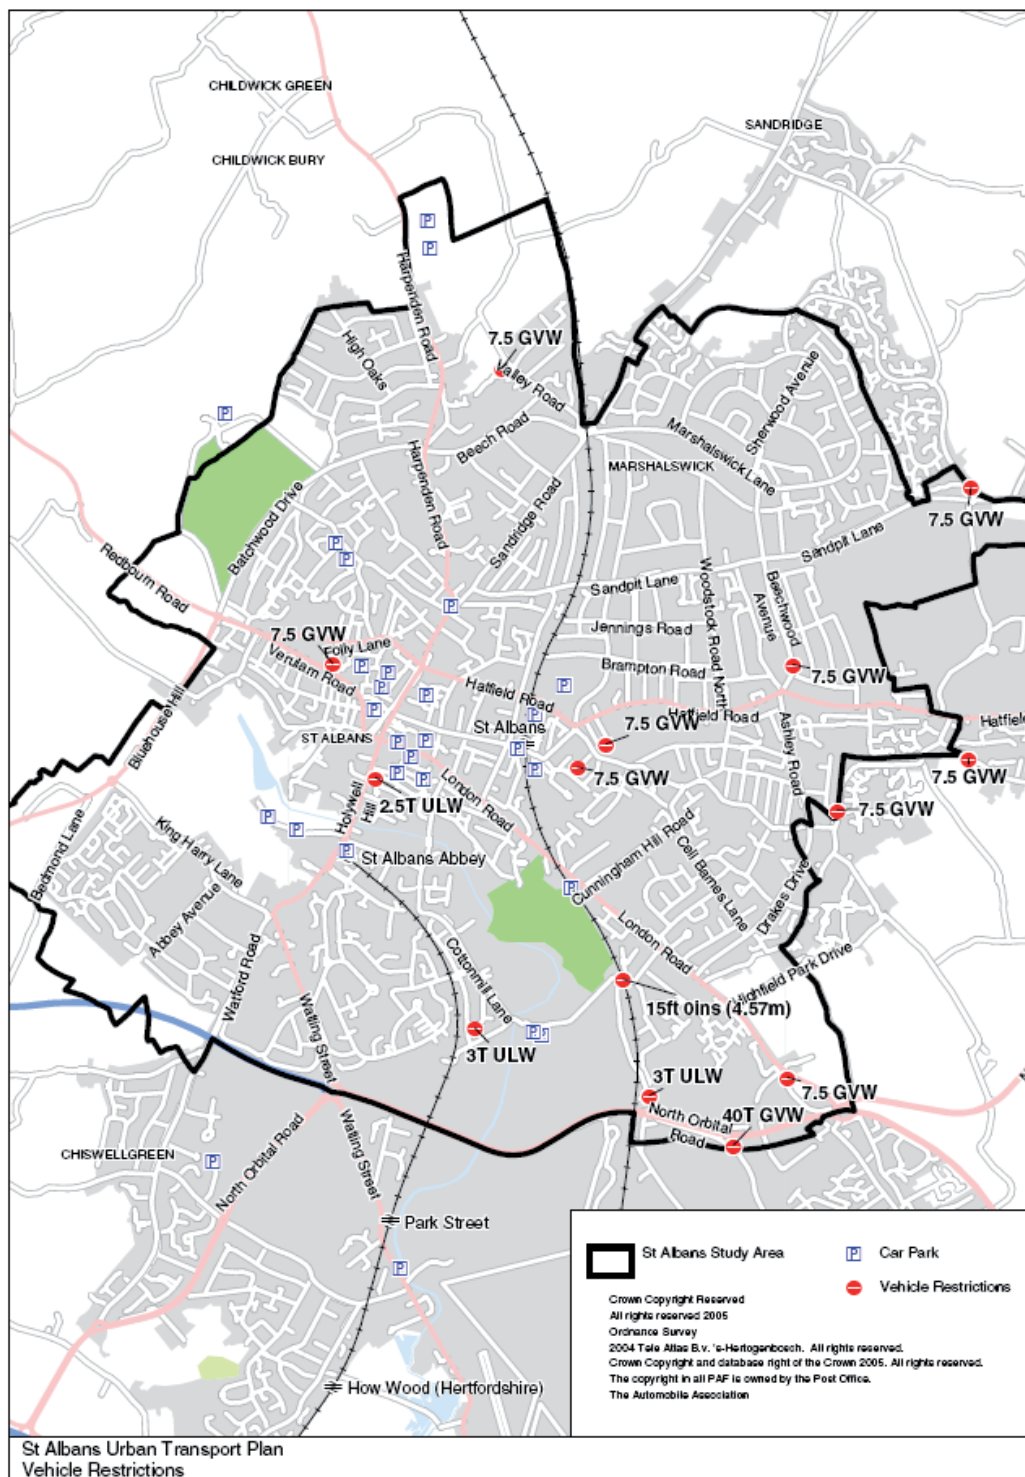 CHILDWICK GREEN
SANDRIDGE
CHILDWICK BURY
Harpenden Road
7.5 GVW
High Oaks
Valley Road
Sherwood Avenue
Beech Road
Marshalswick Lane
MARSHALSWICK
Harpenden Road
Batchwood Drive
Sandridge Road
7.5 GVW
Sandpit Lane
Redbourn Road
Sandpit Lane
Woodstock Road North
Beechwood
Avenue
7.5 GVW
Folly Lane
Jennings Road
Verulam Road
Brampton Road
7.5 GVW
Hatfield Road
Hatfield Road
Hatfield
Bluehouse Hill
ST ALBANS
St Albans
7.5 GVW
Ashley Road
7.5 GVW
7.5 GVW
London Road
2.5T ULW
7.5 GVW
Holywell
Hill
Bedmond Lane
King Harry Lane
St Albans Abbey
Cunningham Hill Road
Cell Barnes Lane
Drakes Drive
Abbey Avenue
London Road
Watford Road
Cottonmill Lane
Highfield Park Drive
15ft 0ins (4.57m)
Watling Street
3T ULW
3T ULW
7.5 GVW
North Orbital
Road
40T GVW
CHISWELLGREEN
North Orbital Road
Watling Street
Park Street
St Albans Study Area
P Car Park
Vehicle Restrictions
Crown Copyright Reserved
All rights reserved 2005
Ordnance Survey
2004 Tele Atlas B.v. 's-Hertogenbosch. All rights reserved.
Crown Copyright and database right of the Crown 2005. All rights reserved.
The copyright in all PAF is owned by the Post Office.
The Automobile Association
How Wood (Hertfordshire)
St Albans Urban Transport Plan
Vehicle Restrictions